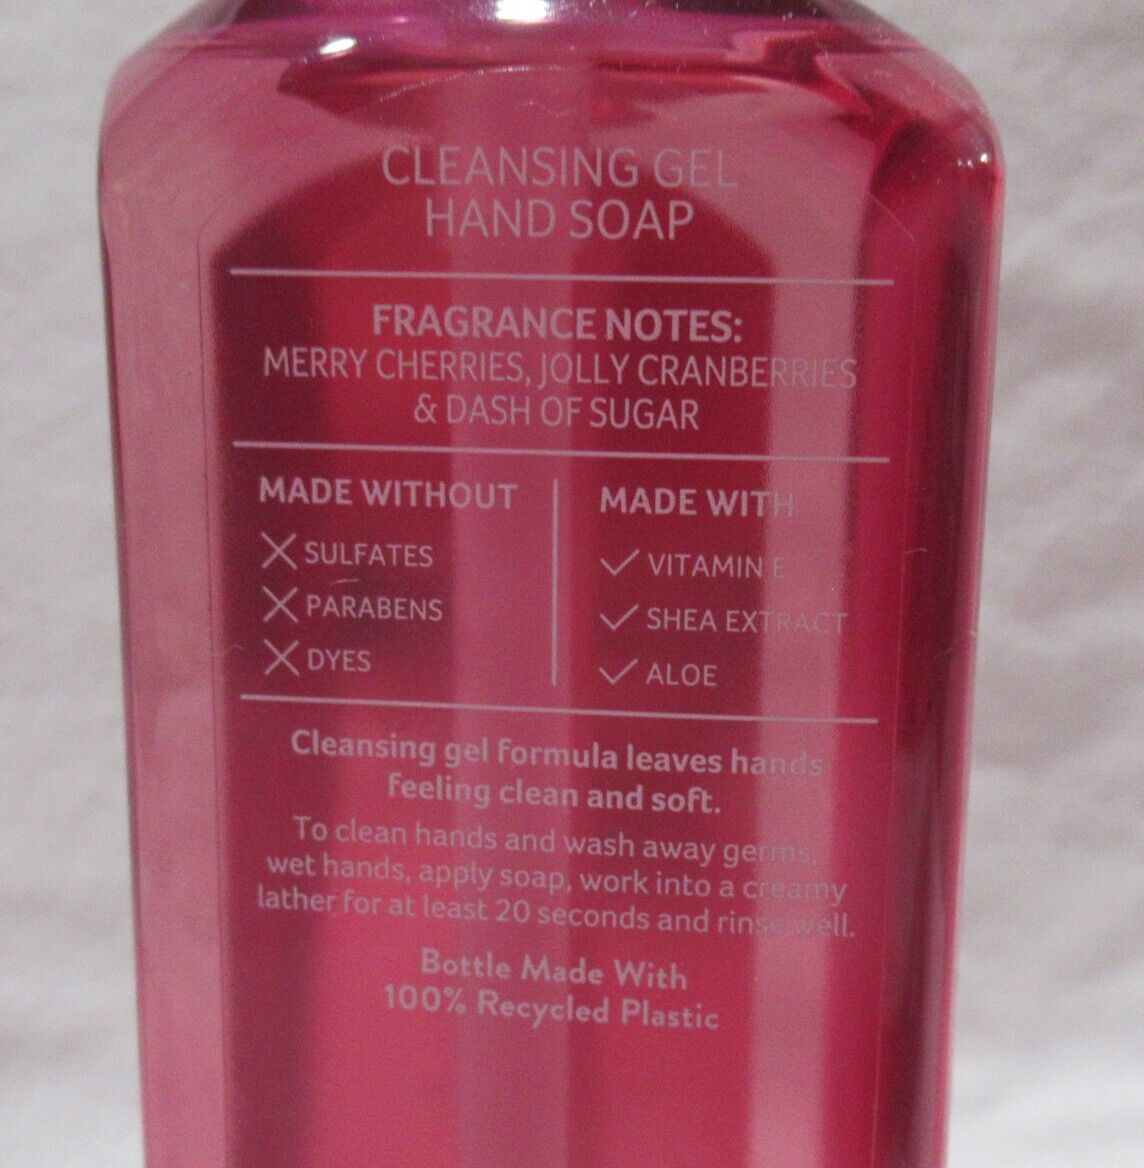 CLEANSING GEL
HAND SOAP
FRAGRANCE NOTES:
MERRY CHERRIES, JOLLY CRANBERRIES
& DASH OF SUGAR
MADE WITHOUT
SULFATES
PARABENS
DYES
MADE WITH
VITAMIN E
SHEA EXTRACT
ALOE
Cleansing gel formula leaves hands
feeling clean and soft.
To clean hands and wash away germs,
wet hands, apply soap, work into a creamy
lather for at least 20 seconds and rinse well.
Bottle Made With
100% Recycled Plastic